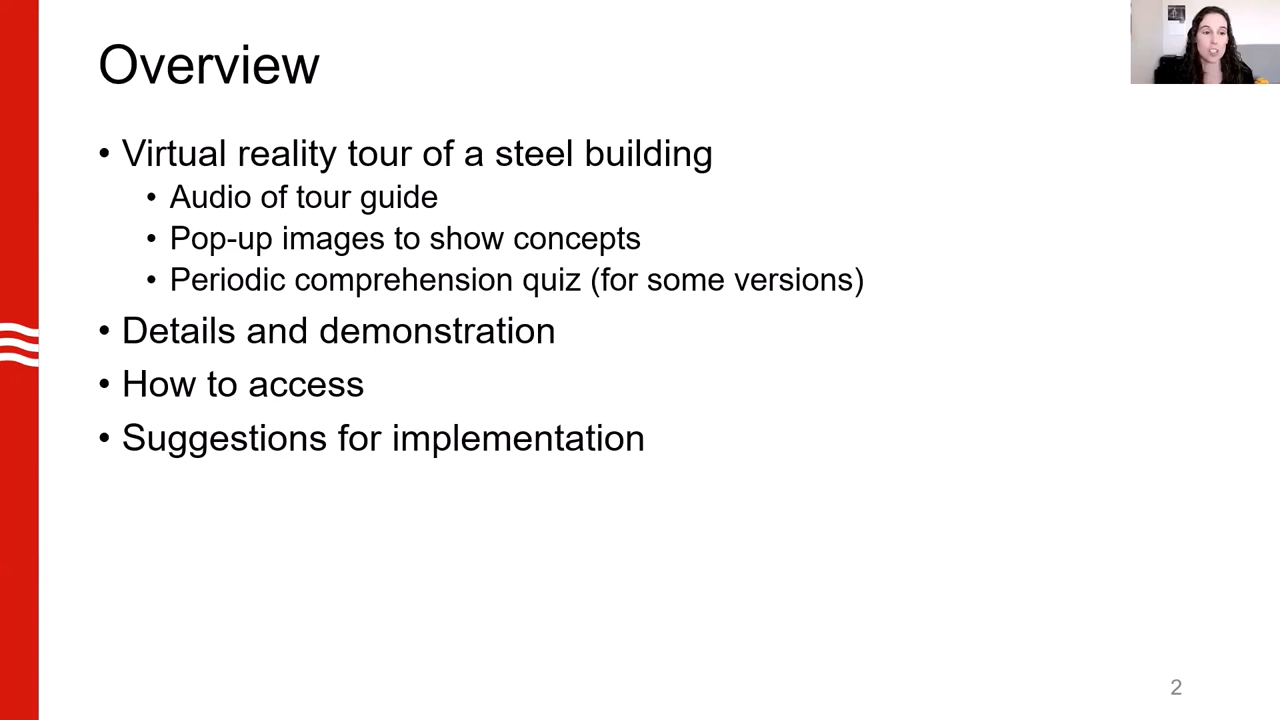 Overview
• Virtual reality tour of a steel building
• Audio of tour guide
• Pop-up images to show concepts
• Periodic comprehension quiz (for some versions)
• Details and demonstration
• How to access
• Suggestions for implementation
2